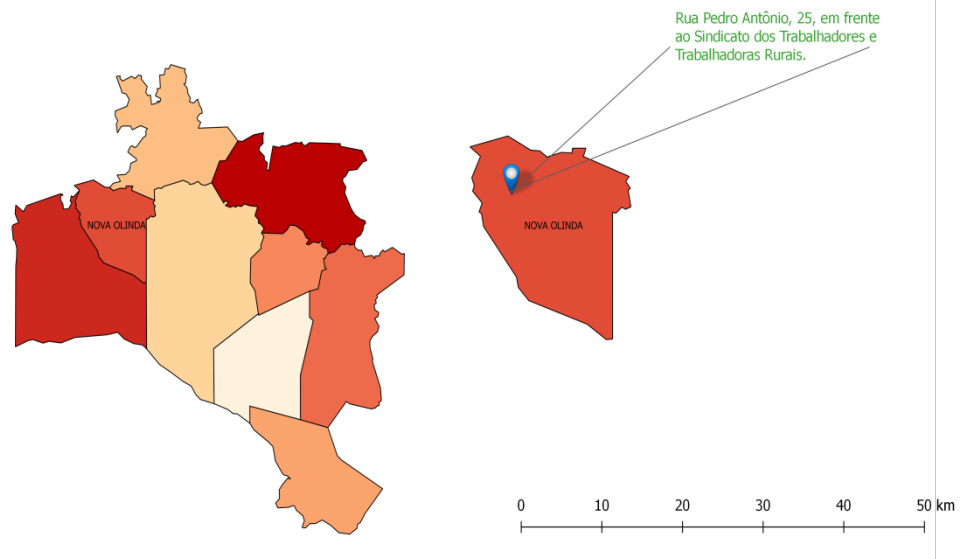 Rua Pedro Antônio, 25, em frente
ao Sindicato dos Trabalhadores e
Trabalhadoras Rurais.
NOVA OLINDA
NOVA OLINDA
0 10 20 30 40 50 km